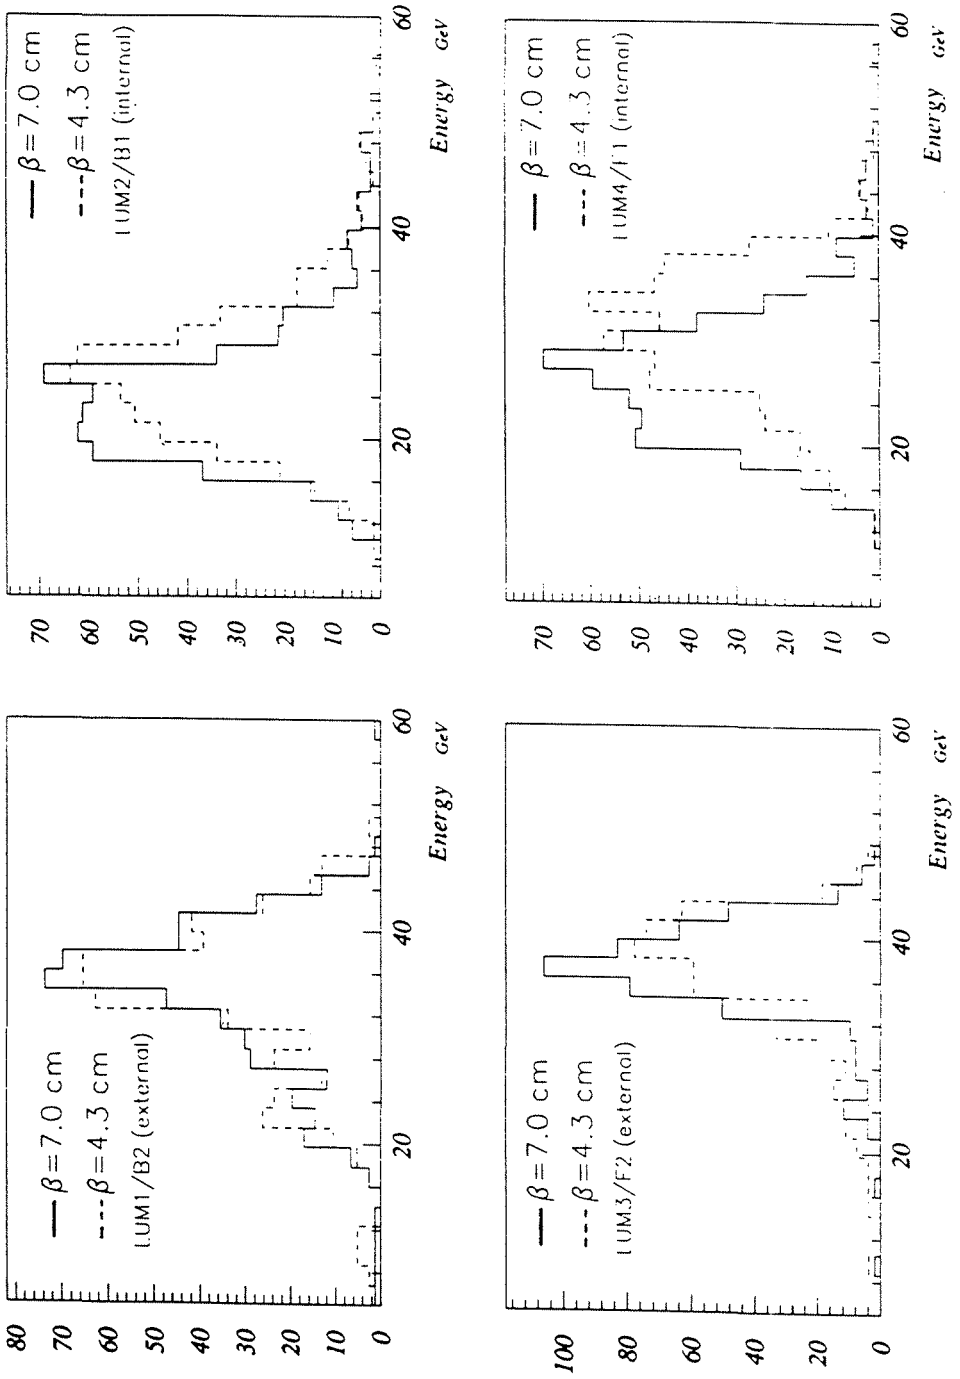 80
70
60
50
40
30
20
10
0
β=7.0 cm
β=4.3 cm
LUM1/B2 (external)
20
40
60
Energy GeV
70
60
50
40
30
20
10
0
β=7.0 cm
β=4.3 cm
LUM2/B1 (internal)
20
40
60
Energy GeV
100
80
60
40
20
0
β=7.0 cm
β=4.3 cm
LUM3/F2 (external)
20
40
60
Energy GeV
70
60
50
40
30
20
10
0
β=7.0 cm
β=4.3 cm
LUM4/F1 (internal)
20
40
60
Energy GeV